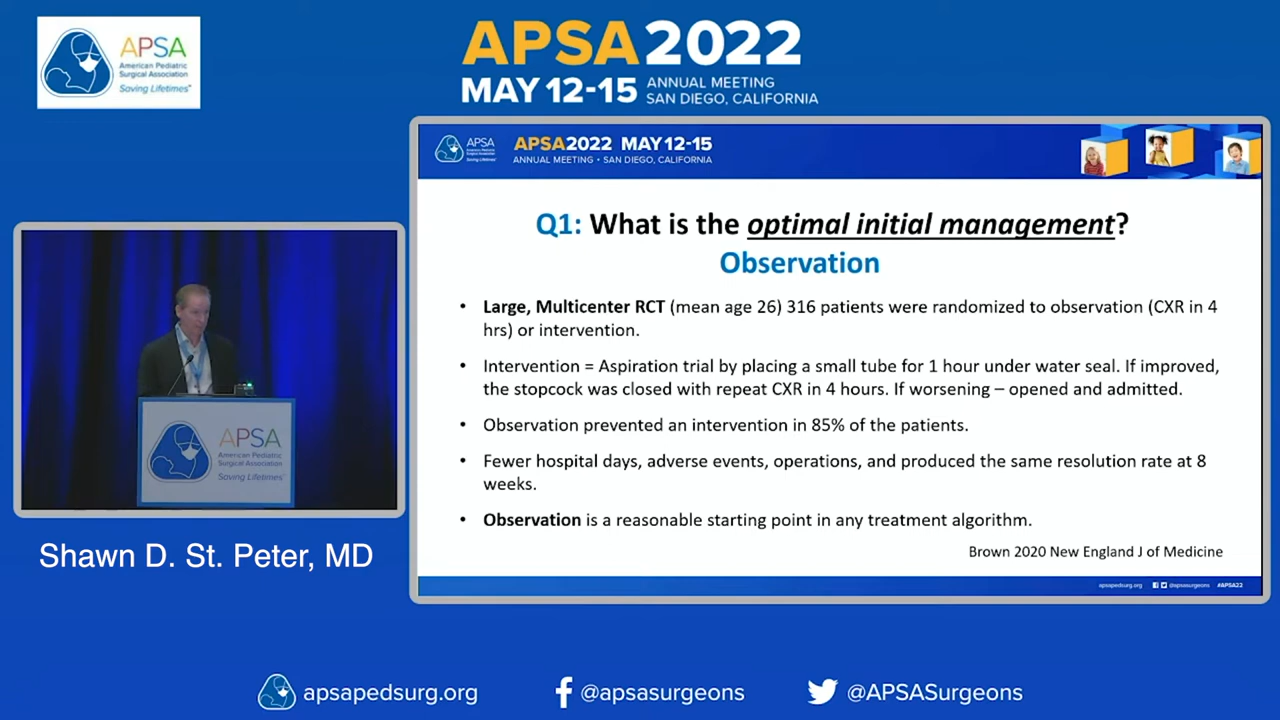 APSA
American Pediatric
Surgical Association
Saving Lifetimes
APSA 2022
MAY 12-15
ANNUAL MEETING
SAN DIEGO, CALIFORNIA
APSA
APSA2022 MAY 12-15
ANNUAL MEETING • SAN DIEGO, CALIFORNIA
Q1: What is the optimal initial management?
Observation
• Large, Multicenter RCT (mean age 26) 316 patients were randomized to observation (CXR in 4
hrs) or intervention.
• Intervention = Aspiration trial by placing a small tube for 1 hour under water seal. If improved,
the stopcock was closed with repeat CXR in 4 hours. If worsening – opened and admitted.
• Observation prevented an intervention in 85% of the patients.
• Fewer hospital days, adverse events, operations, and produced the same resolution rate at 8
weeks.
• Observation is a reasonable starting point in any treatment algorithm.
Brown 2020 New England J of Medicine
apsapedsurg.org
@apsasurgeons
#APSA22
APSA
American Pediatric
Surgical Association
Saving Lifetimes
Shawn D. St. Peter, MD
apsapedsurg.org
@apsasurgeons
@APSASurgeons